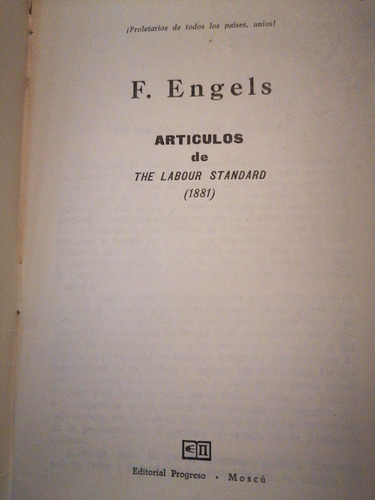 ¡Proletarios de todos los países, uníos!
F. Engels
ARTICULOS
de
THE LABOUR STANDARD
(1881)
Editorial Progreso • Moscú